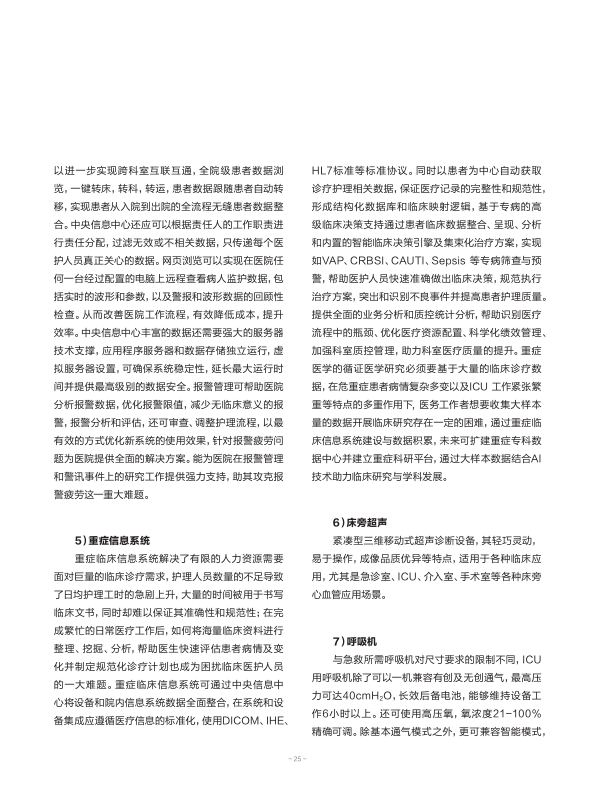 以进一步实现跨科室互联互通，全院级患者数据浏
览，一键转床，转科，转运，患者数据跟随患者自动转
移，实现患者从入院到出院的全流程无缝患者数据整
合。中央信息中心还应可以根据责任人的工作职责进
行责任分配，过滤无效或不相关数据，只传递每个医
护人员真正关心的数据。网页浏览可以实现在医院任
何一台经过配置的电脑上远程查看病人监护数据，包
括实时的波形和参数，以及警报和波形数据的回顾性
检查。从而改善医院工作流程，有效降低成本，提升
效率。中央信息中心丰富的数据还需要强大的服务器
技术支撑，应用程序服务器和数据存储独立运行，虚
拟服务器设置，可确保系统稳定性，延长最大运行时
间并提供最高级别的数据安全。报警管理可帮助医院
分析报警数据，优化报警限值，减少无临床意义的报
警，报警分析和评估，还可审查、调整护理流程，以最
有效的方式优化新系统的使用效果，针对报警疲劳问
题为医院提供全面的解决方案。能为医院在报警管理
和警讯事件上的研究工作提供强力支持，助其攻克报
警疲劳这一重大难题。
5）重症信息系统
重症临床信息系统解决了有限的人力资源需要
面对巨量的临床诊疗需求，护理人员数量的不足导致
了日均护理工时的急剧上升，大量的时间被用于书写
临床文书，同时却难以保证其准确性和规范性；在完
成繁忙的日常医疗工作后，如何将海量临床资料进行
整理、挖掘、分析，帮助医生快速评估患者病情及变
化并制定规范化诊疗计划也成为困扰临床医护人员
的一大难题。重症临床信息系统可通过中央信息中
心将设备和院内信息系统数据全面整合，在系统和设
备集成应遵循医疗信息的标准化，使用DICOM、IHE、
HL7标准等标准协议。同时以患者为中心自动获取
诊疗护理相关数据，保证医疗记录的完整性和规范性，
形成结构化数据库和临床映射逻辑，基于专病的高
级临床决策支持通过患者临床数据整合、呈现、分析
和内置的智能临床决策引擎及集束化治疗方案，实现
如VAP、CRBSI、CAUTI、Sepsis 等专病筛查与预
警，帮助医护人员快速准确做出临床决策，规范执行
治疗方案，突出和识别不良事件并提高患者护理质量。
提供全面的业务分析和质控统计分析，帮助识别医疗
流程中的瓶颈、优化医疗资源配置、科学化绩效管理、
加强科室质控管理，助力科室医疗质量的提升。重症
医学的循证医学研究必须要基于大量的临床诊疗数
据，在危重症患者病情复杂多变以及ICU 工作紧张繁
重等特点的多重作用下，医务工作者想要收集大样本
量的数据开展临床研究存在一定的困难，通过重症临
床信息系统建设与数据积累，未来可扩建重症专科数
据中心并建立重症科研平台，通过大样本数据结合AI
技术助力临床研究与学科发展。
6）床旁超声
紧凑型三维移动式超声诊断设备，其轻巧灵动，
易于操作，成像品质优异等特点，适用于各种临床应
用，尤其是急诊室、ICU、介入室、手术室等各种床旁
心血管应用场景。
7）呼吸机
与急救所需呼吸机对尺寸要求的限制不同，ICU
用呼吸机除了可以一机兼容有创及无创通气，最高压
力可达40cmH₂O，长效后备电池，能够维持设备工
作6小时以上。还可使用高压氧，氧浓度21-100%
精确可调。除基本通气模式之外，更可兼容智能模式，
- 25 -